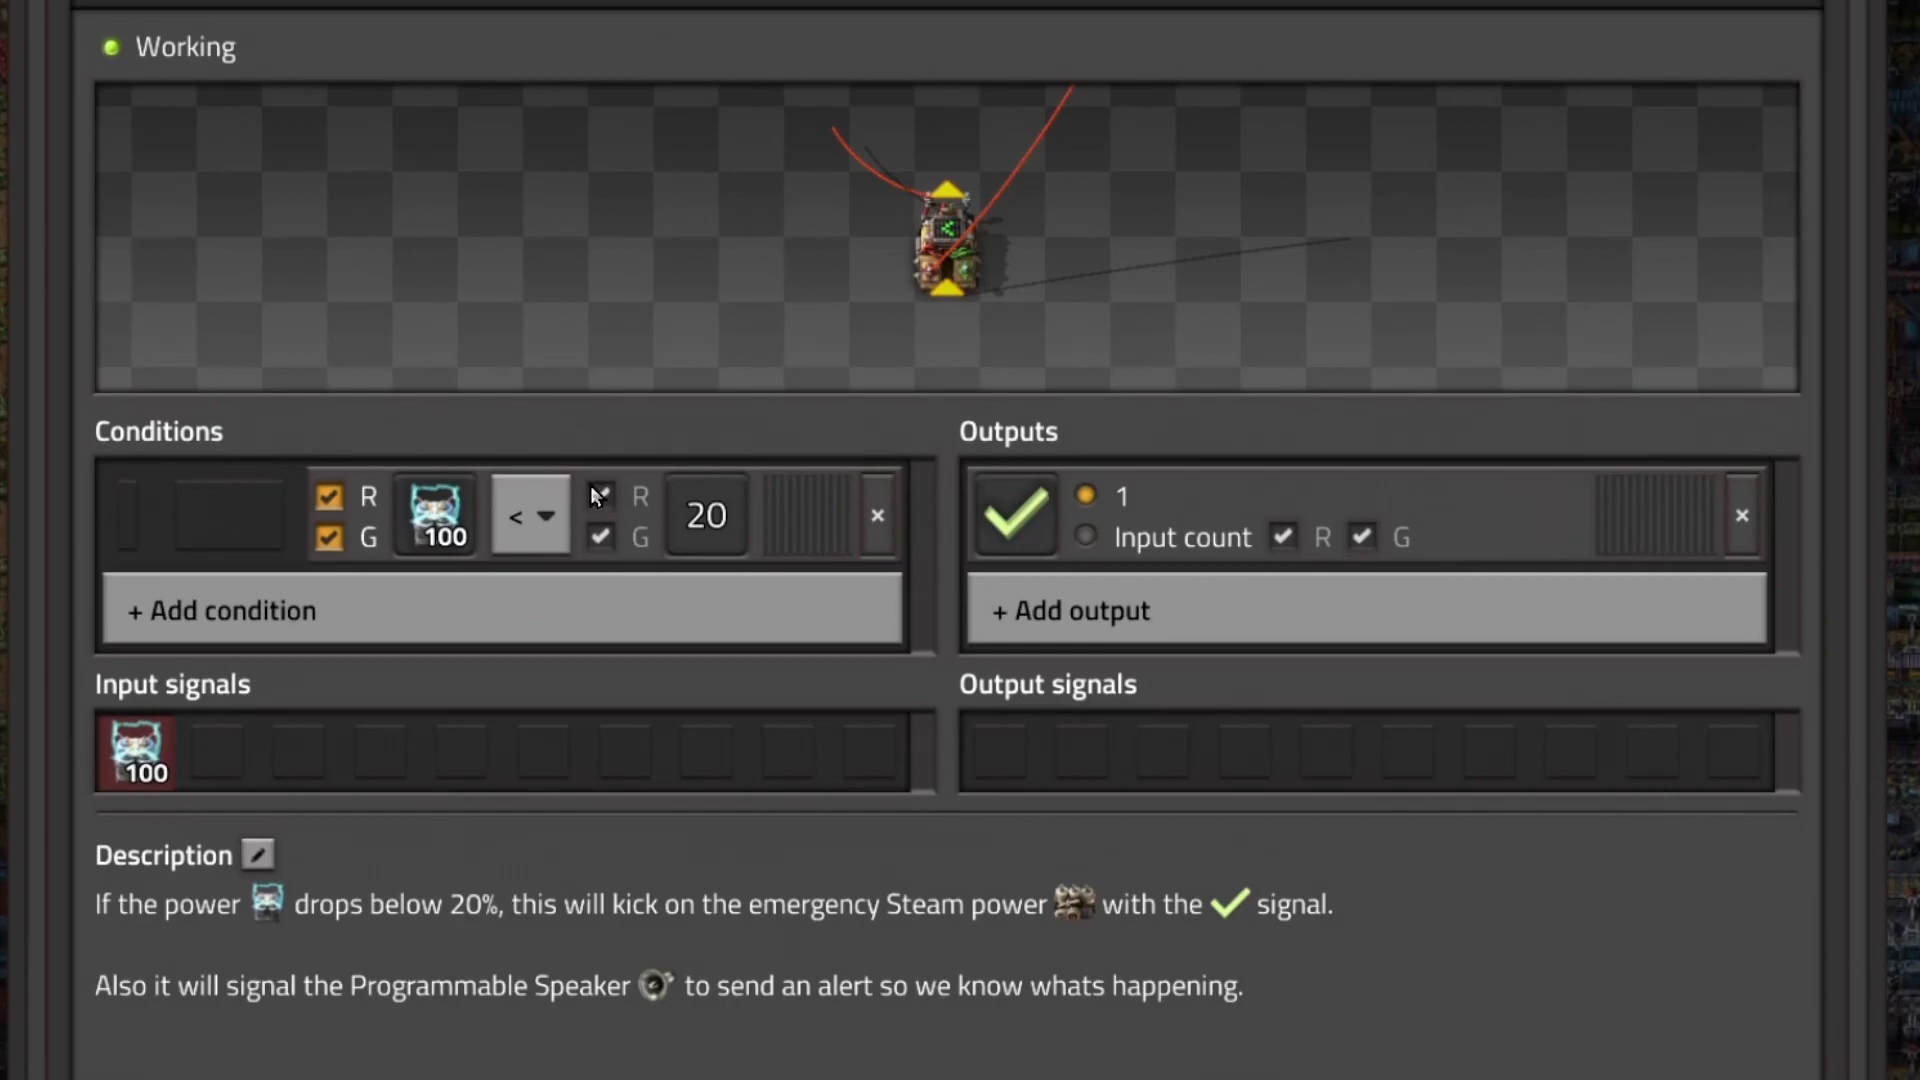 Working
Conditions
Outputs
R
100
<
R
20
×
G
G
1
Input count R G
×
+ Add condition
+ Add output
Input signals
Output signals
100
Description
If the power drops below 20%, this will kick on the emergency Steam power with the signal.
Also it will signal the Programmable Speaker to send an alert so we know whats happening.